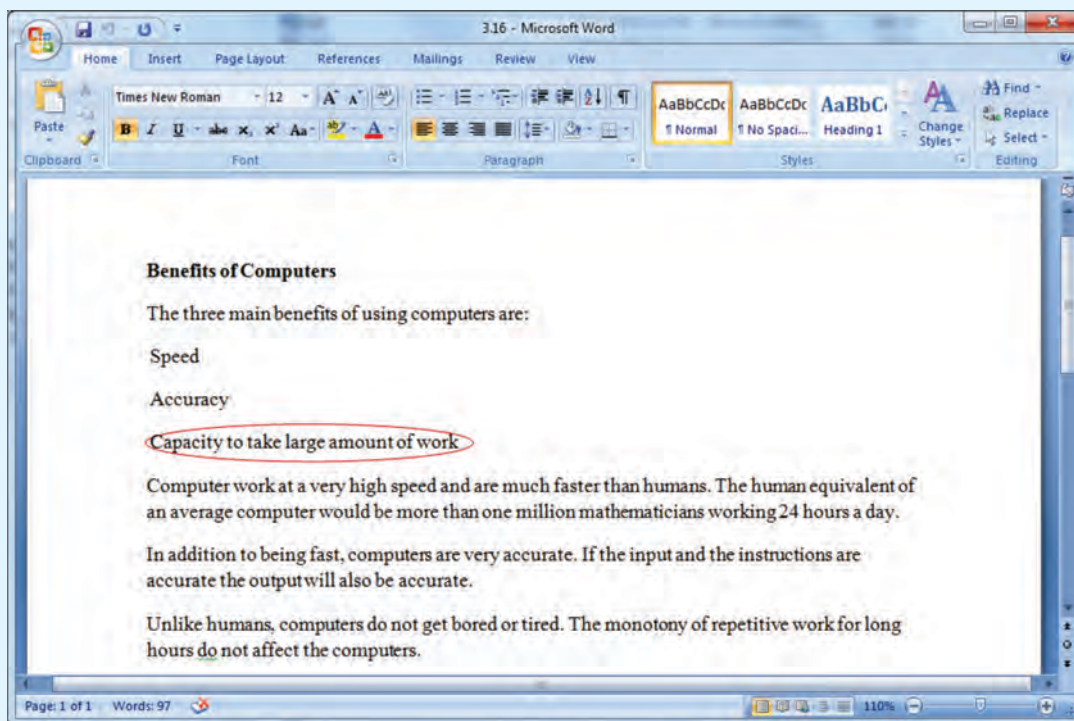 3.16 - Microsoft Word
Home Insert Page Layout References Mailings Review View
Times New Roman 12 A A Aa AaBbCcDc AaBbCcDc AaBbC Find
Paste B I U abc x₂ x² Aa A ¶ Normal ¶ No Spaci... Heading 1 Change Styles Replace
Select
Clipboard Font Paragraph Styles Editing
Benefits of Computers
The three main benefits of using computers are:
Speed
Accuracy
Capacity to take large amount of work
Computer work at a very high speed and are much faster than humans. The human equivalent of
an average computer would be more than one million mathematicians working 24 hours a day.
In addition to being fast, computers are very accurate. If the input and the instructions are
accurate the output will also be accurate.
Unlike humans, computers do not get bored or tired. The monotony of repetitive work for long
hours do not affect the computers.
Page: 1 of 1 Words: 97 110%